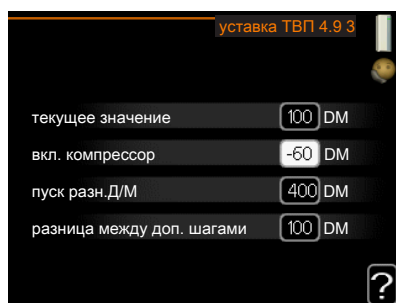 уставка ТВП 4.9 3
текущее значение 100 DM
вкл. компрессор -60 DM
пуск разн.Д/М 400 DM
разница между доп. шагами 100 DM
?